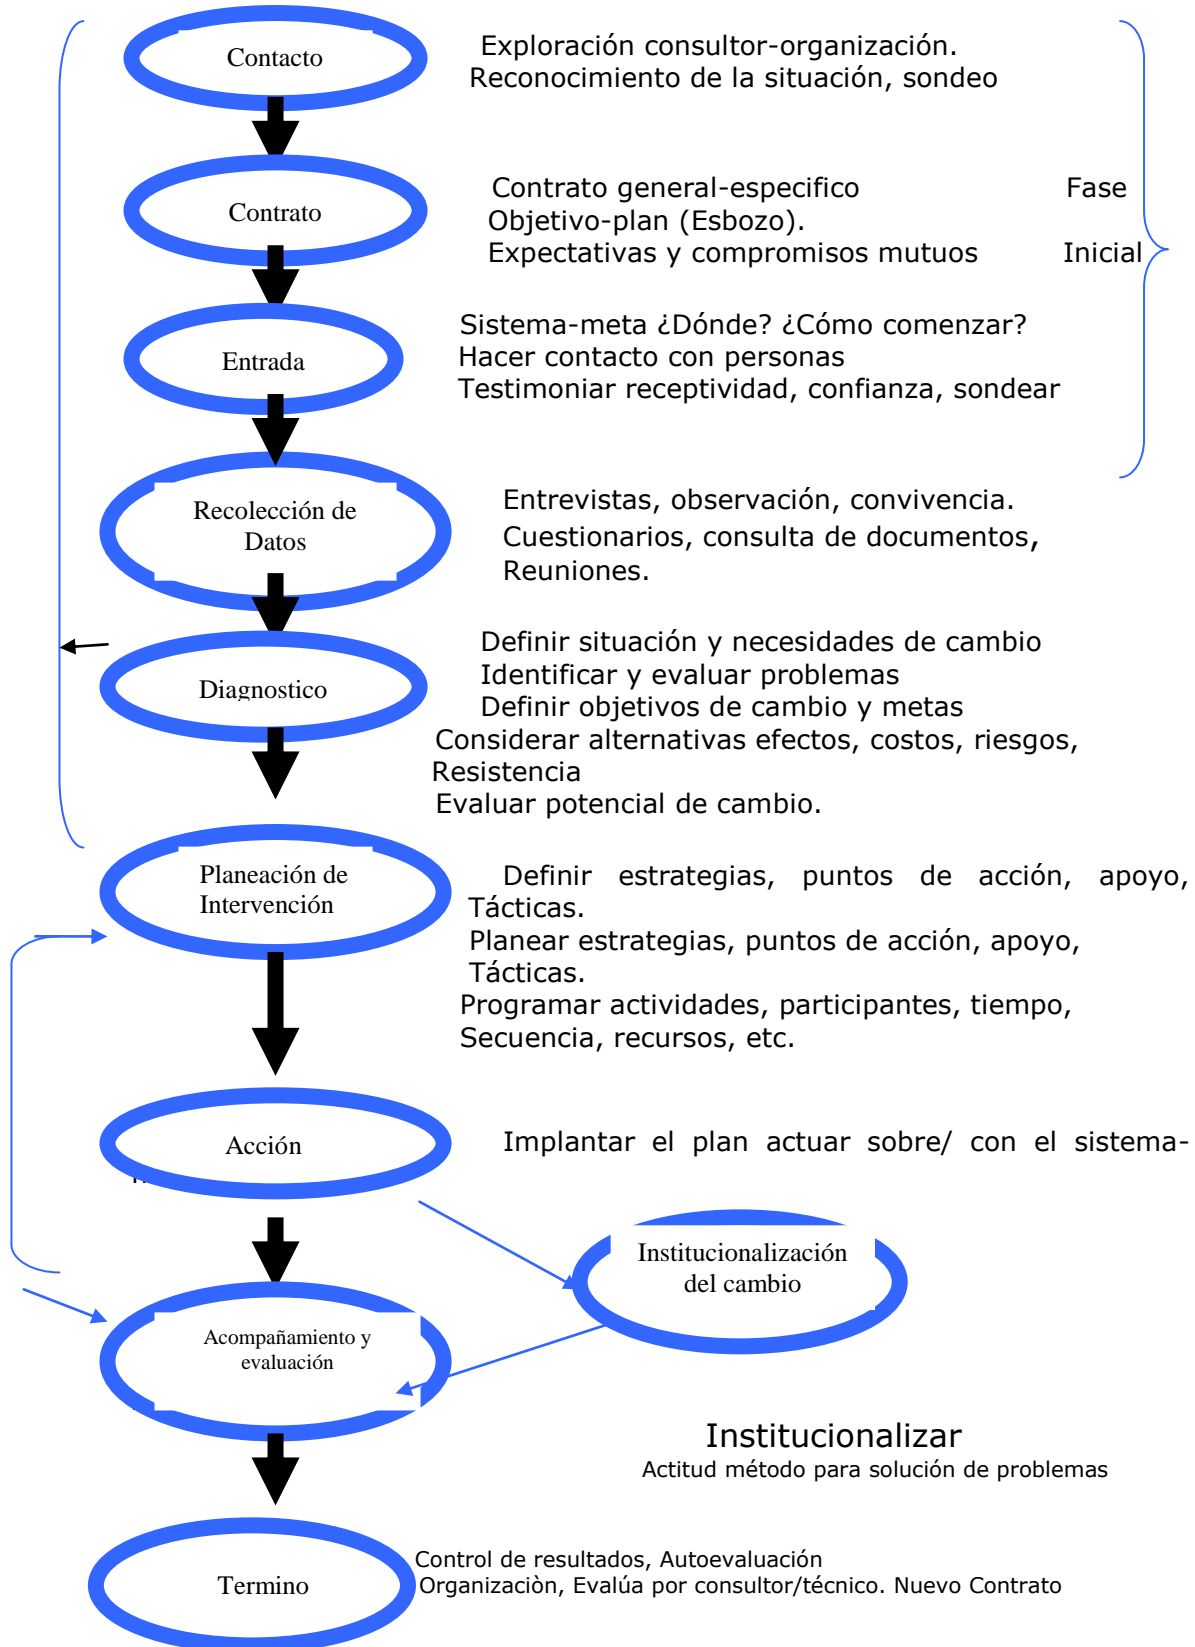 Contacto
Exploración consultor-organización.
Reconocimiento de la situación, sondeo
Contrato
Contrato general-especifico
Objetivo-plan (Esbozo).
Expectativas y compromisos mutuos
Fase
Inicial
Entrada
Sistema-meta ¿Dónde? ¿Cómo comenzar?
Hacer contacto con personas
Testimoniar receptividad, confianza, sondear
Recolección de
Datos
Entrevistas, observación, convivencia.
Cuestionarios, consulta de documentos,
Reuniones.
Diagnostico
Definir situación y necesidades de cambio
Identificar y evaluar problemas
Definir objetivos de cambio y metas
Considerar alternativas efectos, costos, riesgos,
Resistencia
Evaluar potencial de cambio.
Planeación de
Intervención
Definir estrategias, puntos de acción, apoyo,
Tácticas.
Planear estrategias, puntos de acción, apoyo,
Tácticas.
Programar actividades, participantes, tiempo,
Secuencia, recursos, etc.
Acción
Implantar el plan actuar sobre/ con el sistema-
Institucionalización
del cambio
Acompañamiento y
evaluación
Institucionalizar
Actitud método para solución de problemas
Termino
Control de resultados, Autoevaluación
Organizaciòn, Evalúa por consultor/técnico. Nuevo Contrato